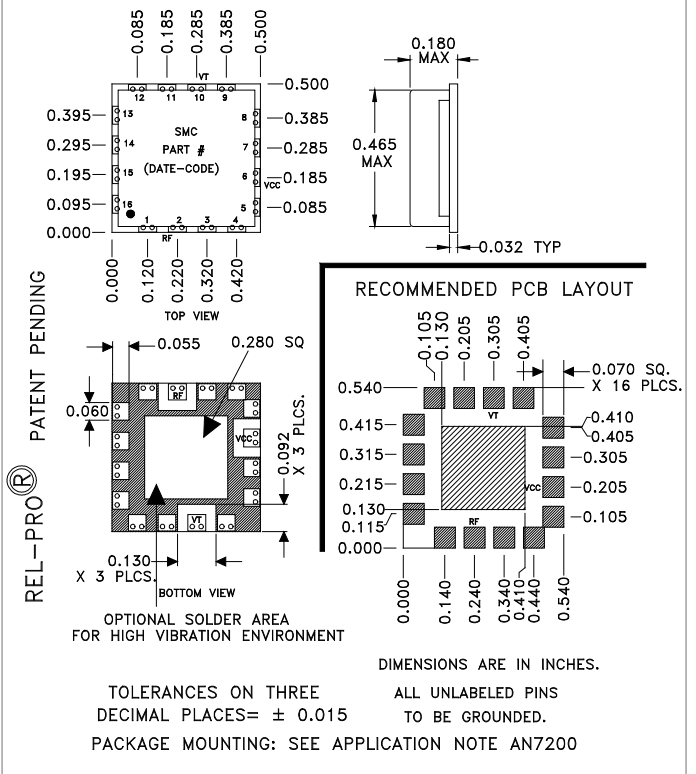 0.085 0.185 0.285 0.385 0.500
VT
12 11 10 9
0.500
0.395 13 8 0.385
0.295 14 7 0.285
0.195 15 6 0.185
VCC
0.095 16 5 0.085
0.000
SMC
PART #
(DATE-CODE)
1 2 3 4
RF
0.000 0.120 0.220 0.320 0.420
TOP VIEW
0.180
MAX
0.465
MAX
0.032 TYP
REL-PRO® PATENT PENDING
0.055 0.280 SQ
0.060
RF
VCC
VT
0.092
X 3 PLCS.
0.130
X 3 PLCS.
BOTTOM VIEW
OPTIONAL SOLDER AREA
FOR HIGH VIBRATION ENVIRONMENT
RECOMMENDED PCB LAYOUT
0.105 0.130 0.205 0.305 0.405
0.070 SQ.
X 16 PLCS.
0.540
VT
0.415 0.410
0.405
0.315 0.305
0.215 VCC 0.205
0.130
0.115 0.105
RF
0.000
0.000 0.140 0.240 0.340 0.410 0.440 0.540
DIMENSIONS ARE IN INCHES.
TOLERANCES ON THREE
DECIMAL PLACES= ± 0.015
ALL UNLABELED PINS
TO BE GROUNDED.
PACKAGE MOUNTING: SEE APPLICATION NOTE AN7200